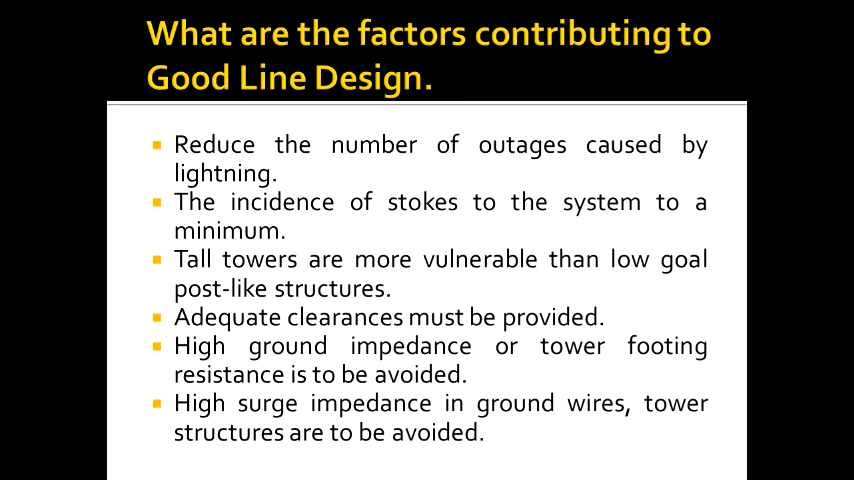 What are the factors contributing to
Good Line Design.
Reduce the number of outages caused by
lightning.
The incidence of stokes to the system to a
minimum.
Tall towers are more vulnerable than low goal
post-like structures.
Adequate clearances must be provided.
High ground impedance or tower footing
resistance is to be avoided.
High surge impedance in ground wires, tower
structures are to be avoided.